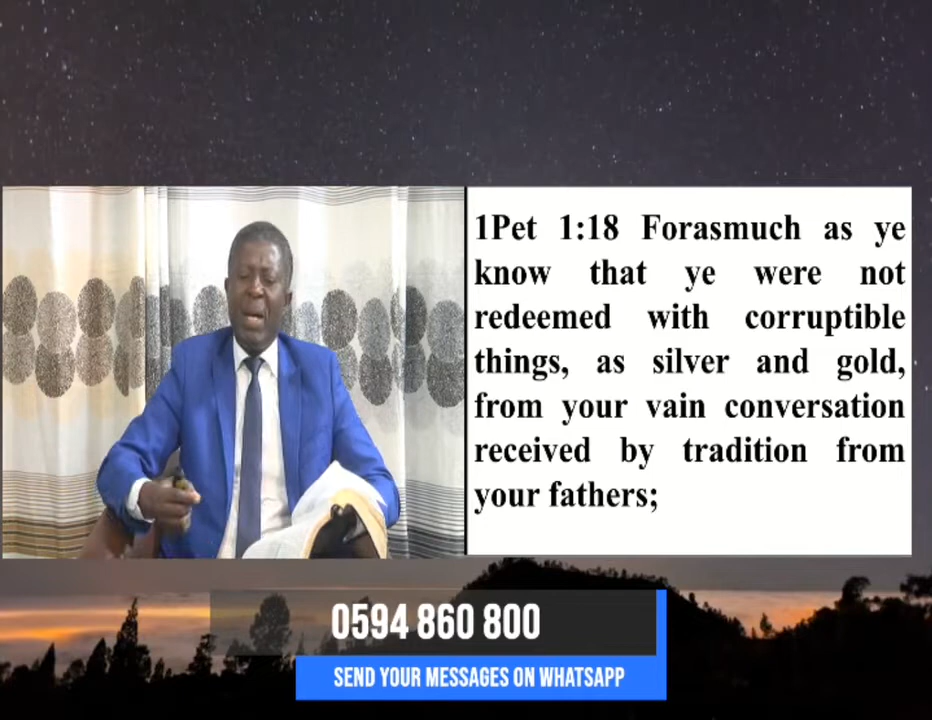 1Pet 1:18 Forasmuch as ye
know that ye were not
redeemed with corruptible
things, as silver and gold,
from your vain conversation
received by tradition from
your fathers;
0594 860 800
SEND YOUR MESSAGES ON WHATSAPP